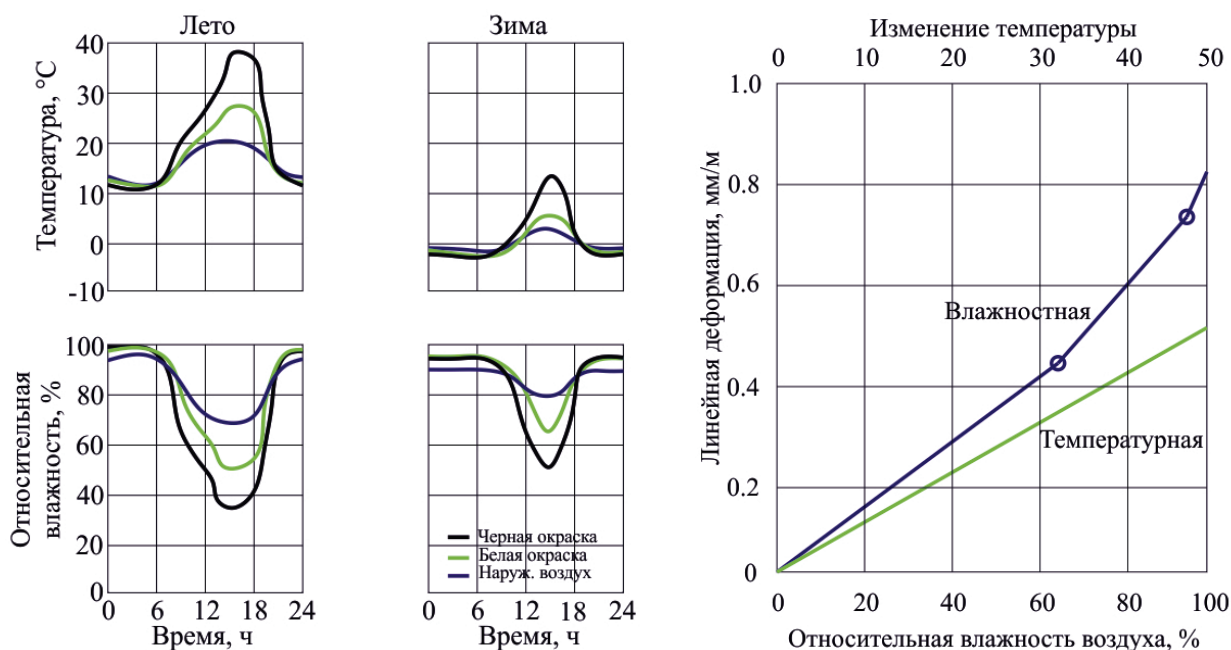 Лето
Температура, °C
40
30
20
10
0
-10
Зима
Относительная
влажность, %
100
80
60
40
20
0
0 6 12 18 24
Время, ч
Черная окраска
Белая окраска
Наруж. воздух
0 6 12 18 24
Время, ч
Изменение температуры
0 10 20 30 40 50
Линейная деформация, мм/м
1.0
0.8
0.6
0.4
0.2
0
Влажностная
Температурная
0 20 40 60 80 100
Относительная влажность воздуха, %